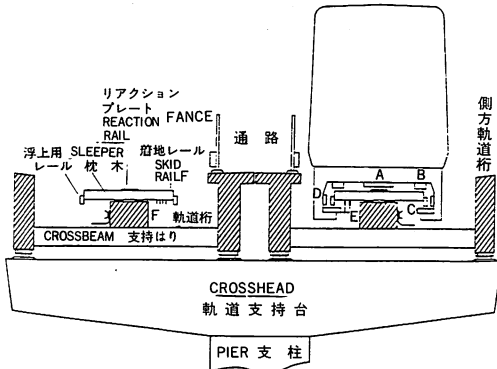 リアクション
プレート
REACTION
RAIL
FANCE
浮上用
レール
SLEEPER
枕木
着地レール
SKID
RAILF
F
軌道桁
通路
側方軌道桁
A
B
C
D
E
CROSSBEAM 支持はり
CROSSHEAD
軌道支持台
PIER 支柱